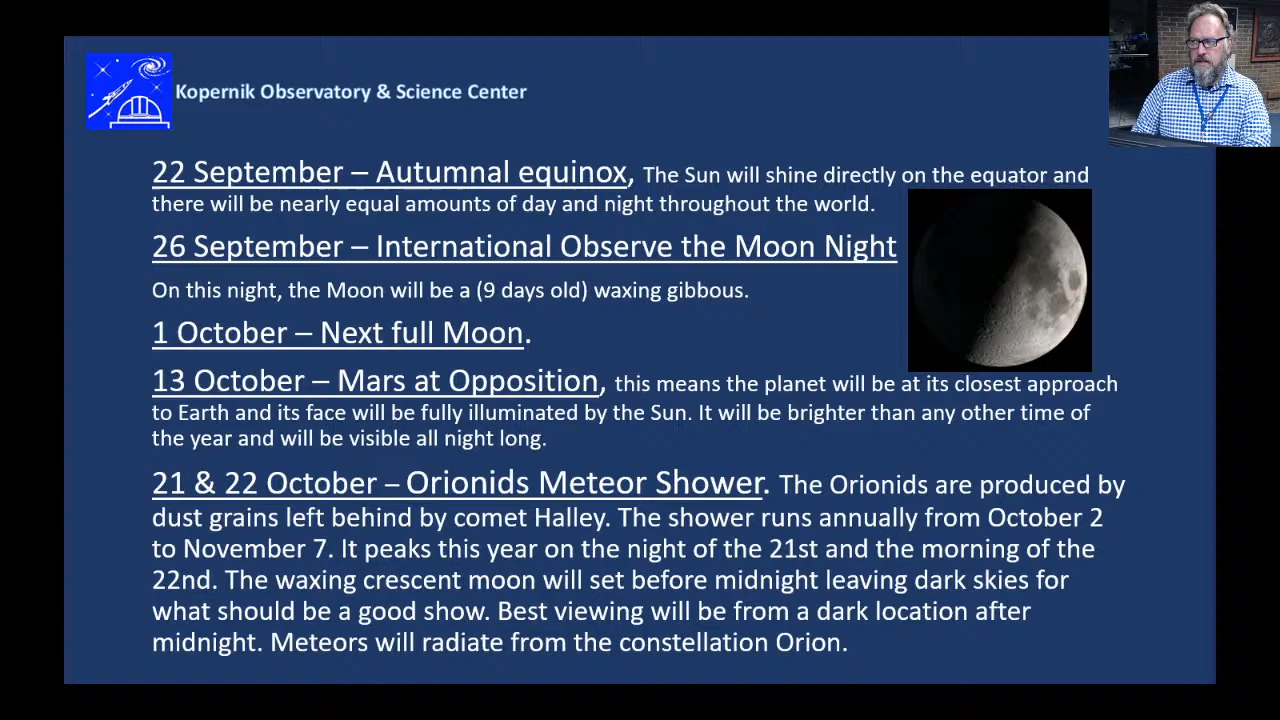 Kopernik Observatory & Science Center
22 September – Autumnal equinox, The Sun will shine directly on the equator and
there will be nearly equal amounts of day and night throughout the world.
26 September – International Observe the Moon Night
On this night, the Moon will be a (9 days old) waxing gibbous.
1 October – Next full Moon.
13 October – Mars at Opposition, this means the planet will be at its closest approach
to Earth and its face will be fully illuminated by the Sun. It will be brighter than any other time of
the year and will be visible all night long.
21 & 22 October – Orionids Meteor Shower. The Orionids are produced by
dust grains left behind by comet Halley. The shower runs annually from October 2
to November 7. It peaks this year on the night of the 21st and the morning of the
22nd. The waxing crescent moon will set before midnight leaving dark skies for
what should be a good show. Best viewing will be from a dark location after
midnight. Meteors will radiate from the constellation Orion.